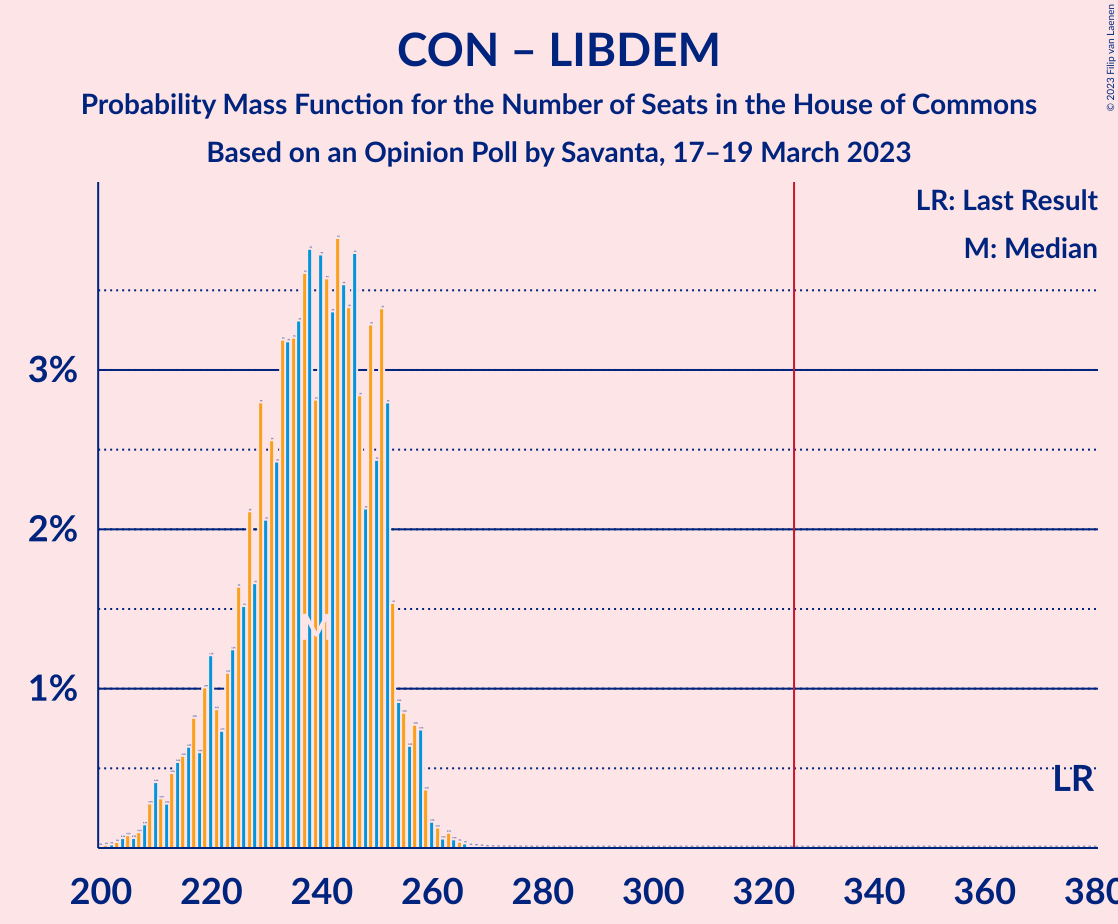 CON – LIBDEM
Probability Mass Function for the Number of Seats in the House of Commons
Based on an Opinion Poll by Savanta, 17–19 March 2023
© 2023 Filip van Laenen
LR: Last Result
M: Median
3%
2%
1%
M
LR
200 220 240 260 280 300 320 340 360 380